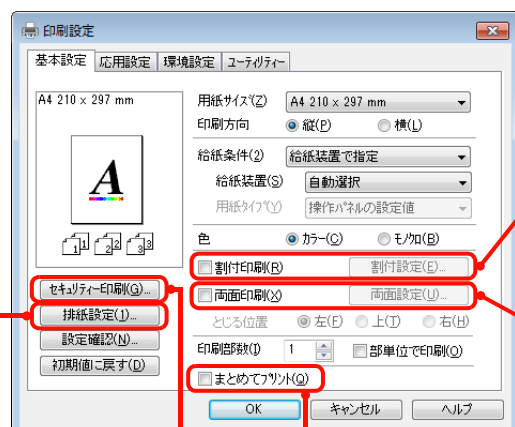 印刷設定
基本設定 応用設定 環境設定 ユーティリティー
A4 210 x 297 mm
A
1 1 2 2 3 3
セキュリティー印刷(G)...
排紙設定(1)...
設定確認(N)...
初期値に戻す(D)
用紙サイズ(Z) A4 210 x 297 mm
印刷方向 縦(P) 横(L)
給紙条件(2) 給紙装置で指定
給紙装置(S) 自動選択
用紙タイプ(Y) 操作パネルの設定値
色 カラー(C) モノクロ(B)
割付印刷(R) 割付設定(E)...
両面印刷(X) 両面設定(U)...
とじる位置 左(F) 上(T) 右(H)
印刷部数(I) 1 部単位で印刷(O)
まとめてプリント(Q)
OK キャンセル ヘルプ